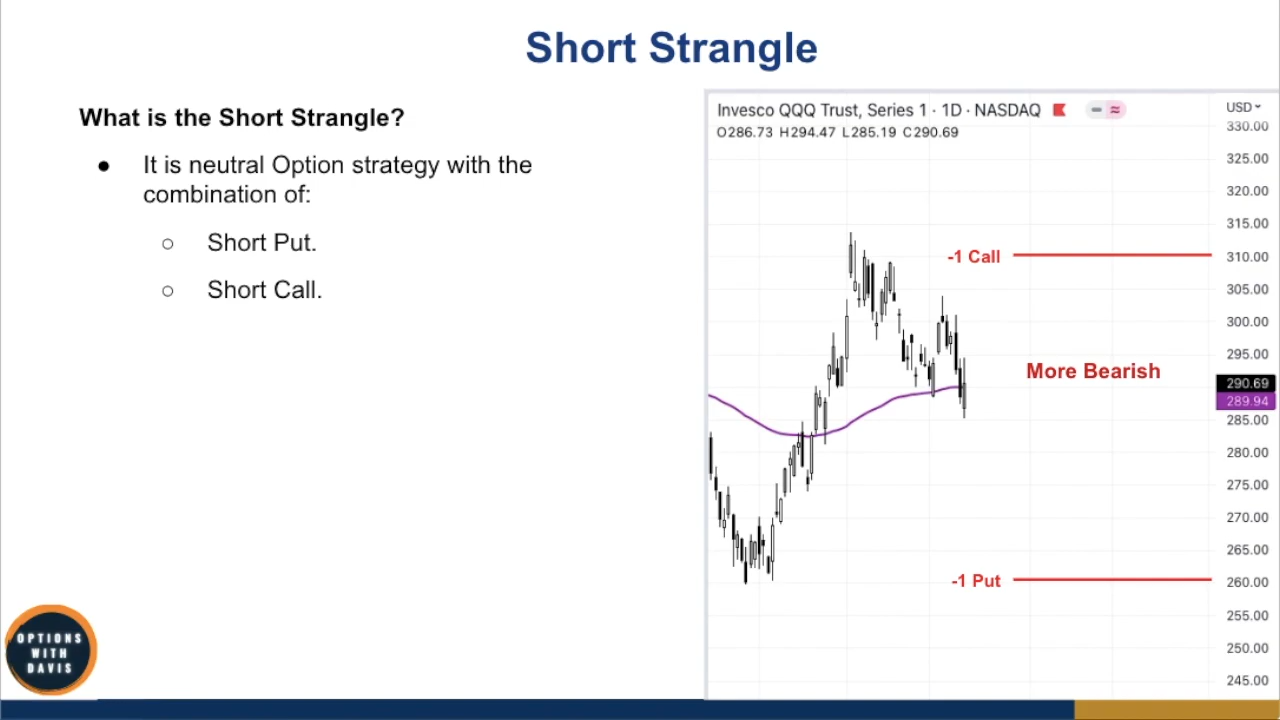 Short Strangle
What is the Short Strangle?
● It is neutral Option strategy with the
combination of:
○ Short Put.
○ Short Call.
Invesco QQQ Trust, Series 1 · 1D · NASDAQ
O286.73 H294.47 L285.19 C290.69
USD
330.00
325.00
320.00
315.00
-1 Call
310.00
305.00
300.00
295.00
More Bearish
290.69
289.94
285.00
280.00
275.00
270.00
265.00
-1 Put
260.00
255.00
250.00
245.00
OPTIONS
WITH
DAVIS